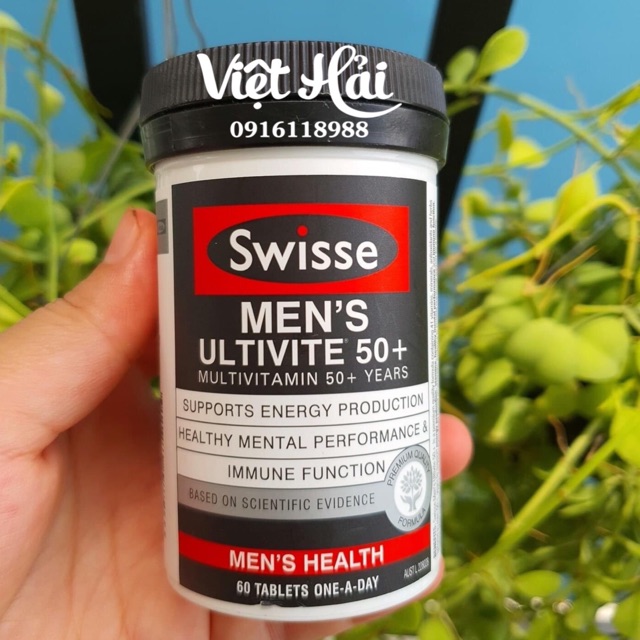 Việt Hải
0916118988
Swisse
MEN'S
ULTIVITE® 50+
MULTIVITAMIN 50+ YEARS
SUPPORTS ENERGY PRODUCTION
HEALTHY MENTAL PERFORMANCE &
IMMUNE FUNCTION
BASED ON SCIENTIFIC EVIDENCE
PREMIUM QUALITY
FORMULA
MEN'S HEALTH
60 TABLETS ONE-A-DAY
AUST L